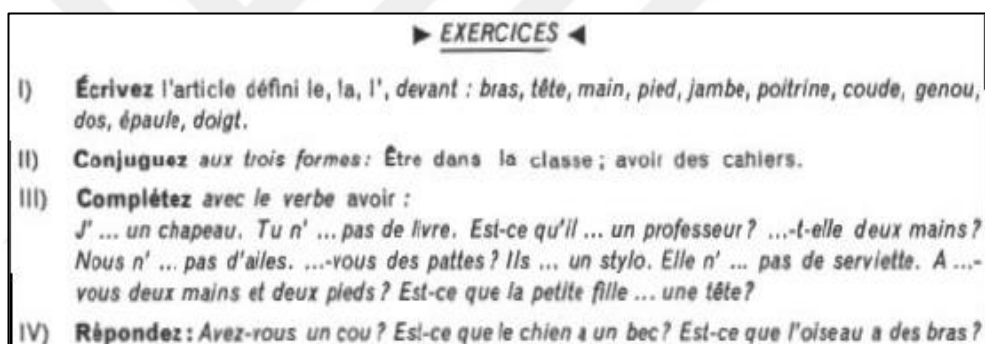 ► EXERCICES ◄
I) Écrivez l'article défini le, la, l', devant : bras, tête, main, pied, jambe, poitrine, coude, genou,
dos, épaule, doigt.
II) Conjuguez aux trois formes: Être dans la classe; avoir des cahiers.
III) Complétez avec le verbe avoir :
J' ... un chapeau. Tu n' ... pas de livre. Est-ce qu'il ... un professeur? ...-t-elle deux mains?
Nous n' ... pas d'ailes. ...-vous des pattes? Ils ... un stylo. Elle n' ... pas de serviette. A ...-
vous deux mains et deux pieds? Est-ce que la petite fille ... une tête?
IV) Répondez: Avez-vous un cou? Est-ce que le chien a un bec? Est-ce que l'oiseau a des bras?